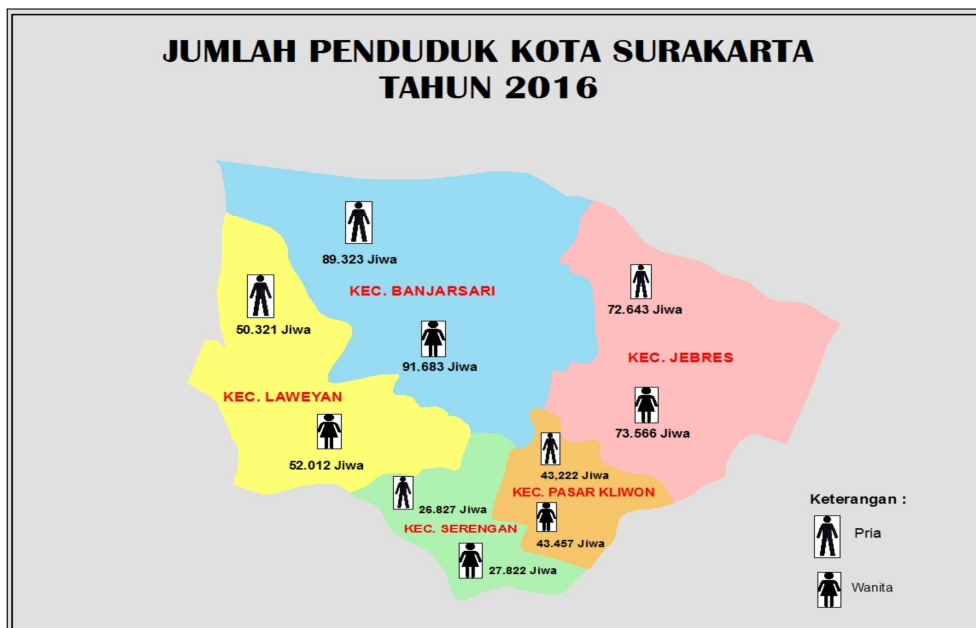 JUMLAH PENDUDUK KOTA SURAKARTA
TAHUN 2016
89.323 Jiwa
KEC. BANJARSARI
91.683 Jiwa
50.321 Jiwa
KEC. LAWEYAN
52.012 Jiwa
72.643 Jiwa
KEC. JEBRES
73.566 Jiwa
43,222 Jiwa
KEC. PASAR KLIWON
43.457 Jiwa
26.827 Jiwa
KEC. SERENGAN
27.822 Jiwa
Keterangan :
Pria
Wanita